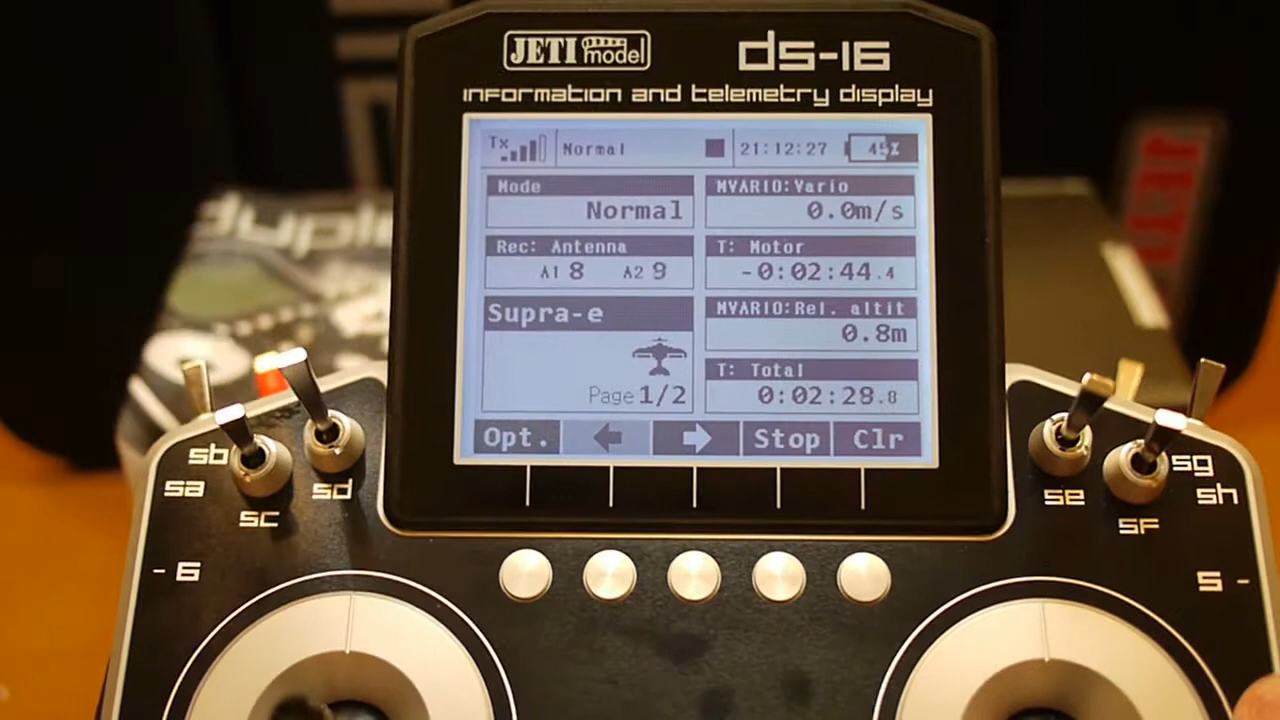 JETI model
ds-16
information and telemetry display
Tx Normal 21:12:27 45%
Mode
Normal
MVARIO:Vario
0.0m/s
Rec: Antenna
A1 8 A2 9
T: Motor
-0:02:44.4
Supra-e
Page 1/2
MVARIO:Rel. altit
0.8m
T: Total
0:02:28.8
Opt. Stop Clr
sb
sa
sc
sd
se
sf
sg
sh
- 6
5 -
duple
JETI